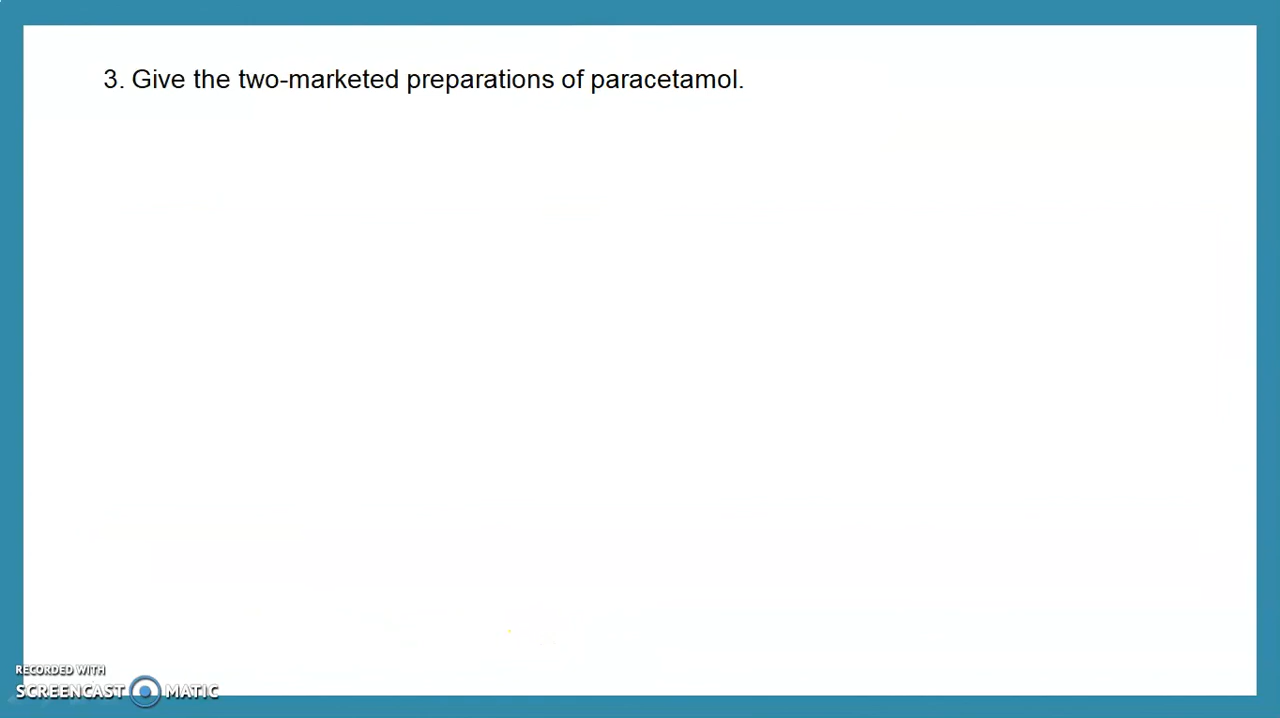 3. Give the two-marketed preparations of paracetamol.
RECORDED WITH
SCREENCAST MATIC